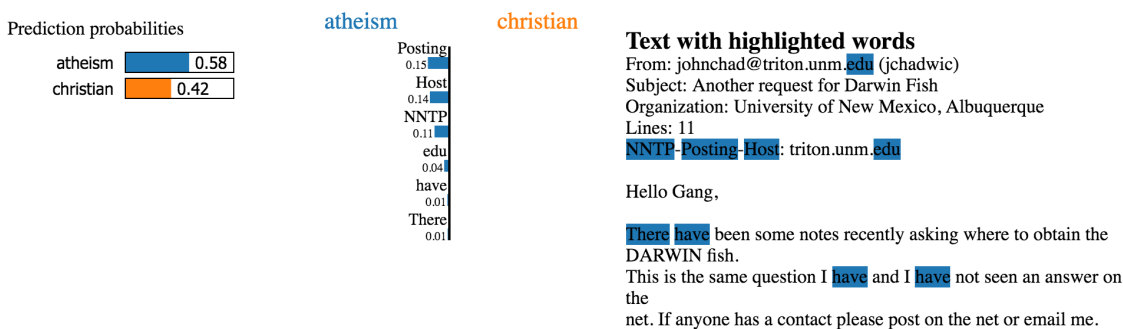 Prediction probabilities
atheism 0.58
christian 0.42
atheism christian
Posting
0.15
Host
0.14
NNTP
0.11
edu
0.04
have
0.01
There
0.01
Text with highlighted words
From: johnchad@triton.unm.edu (jchadwic)
Subject: Another request for Darwin Fish
Organization: University of New Mexico, Albuquerque
Lines: 11
NNTP-Posting-Host: triton.unm.edu
Hello Gang,
There have been some notes recently asking where to obtain the
DARWIN fish.
This is the same question I have and I have not seen an answer on
the
net. If anyone has a contact please post on the net or email me.